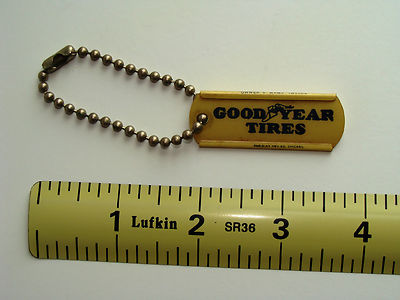 GOOD YEAR
TIRES
1 Lufkin 2 SR36 3 4